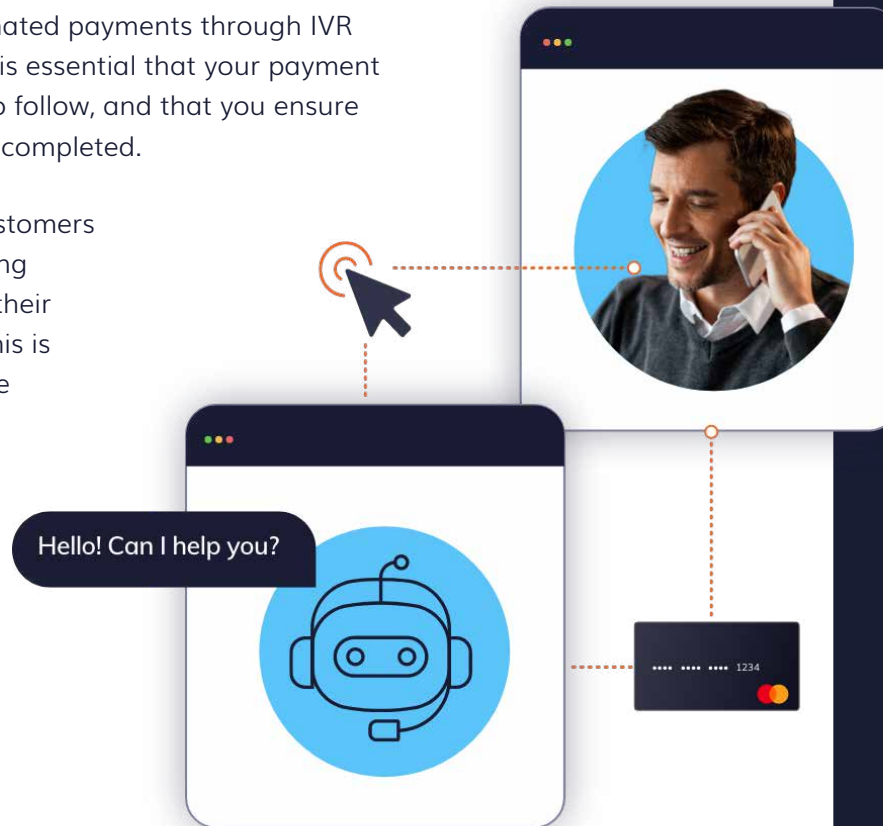 nated payments through IVR
is essential that your payment
o follow, and that you ensure
completed.
stomers
ng
their
his is
e
Hello! Can I help you?
•••• •••• •••• 1234